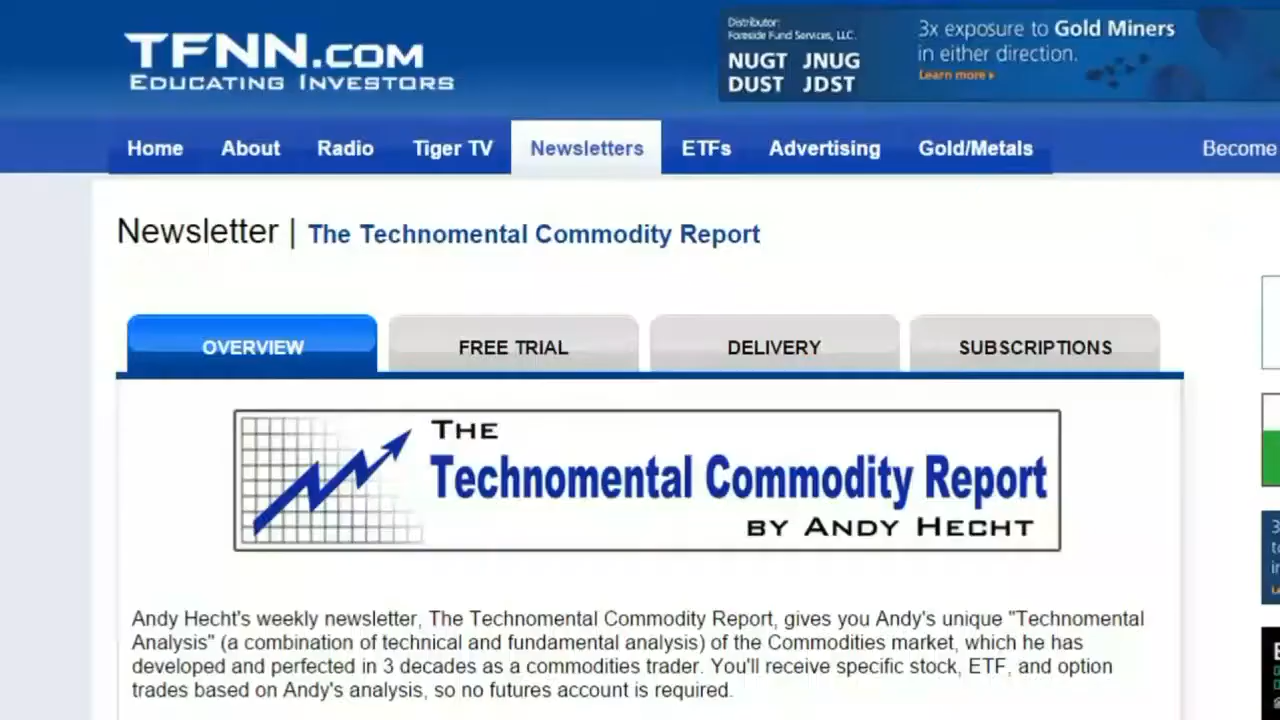 TFNN.COM
EDUCATING INVESTORS
Distributor:
Foreside Fund Services, LLC.
NUGT JNUG
DUST JDST
3x exposure to Gold Miners
in either direction.
Learn more
Home About Radio Tiger TV Newsletters ETFs Advertising Gold/Metals Become
Newsletter | The Technomental Commodity Report
OVERVIEW FREE TRIAL DELIVERY SUBSCRIPTIONS
THE
Technomental Commodity Report
BY ANDY HECHT
Andy Hecht's weekly newsletter, The Technomental Commodity Report, gives you Andy's unique "Technomental
Analysis" (a combination of technical and fundamental analysis) of the Commodities market, which he has
developed and perfected in 3 decades as a commodities trader. You'll receive specific stock, ETF, and option
trades based on Andy's analysis, so no futures account is required.